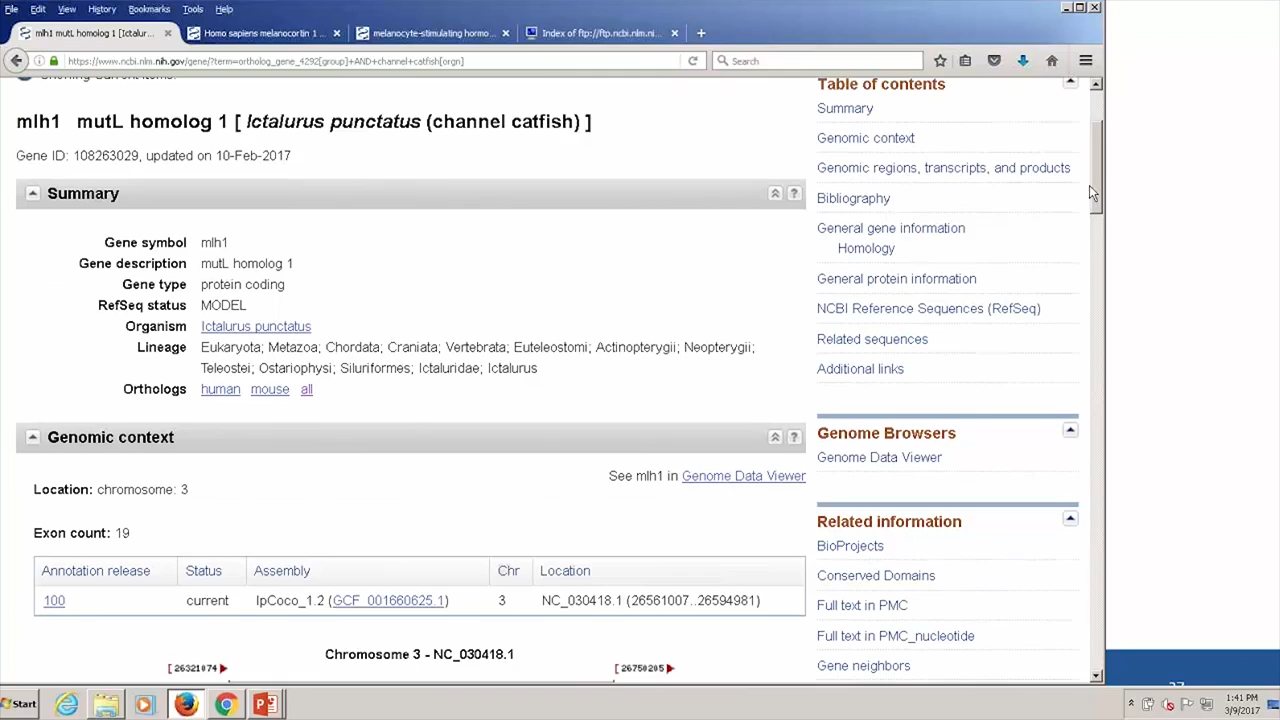 File Edit View History Bookmarks Tools Help
mlh1 mutL homolog 1 [Ictalur... × Homo sapiens melanocortin 1 ... × melanocyte-stimulating hormo... × Index of ftp://ftp.ncbi.nlm.ni... × +
https://www.ncbi.nlm.nih.gov/gene/?term=ortholog_gene_4292[group]+AND+channel+catfish[orgn] Search
mlh1 mutL homolog 1 [ Ictalurus punctatus (channel catfish) ]
Gene ID: 108263029, updated on 10-Feb-2017
Summary
Gene symbol mlh1
Gene description mutL homolog 1
Gene type protein coding
RefSeq status MODEL
Organism Ictalurus punctatus
Lineage Eukaryota; Metazoa; Chordata; Craniata; Vertebrata; Euteleostomi; Actinopterygii; Neopterygii;
Teleostei; Ostariophysi; Siluriformes; Ictaluridae; Ictalurus
Orthologs human mouse all
Genomic context
See mlh1 in Genome Data Viewer
Location: chromosome: 3
Exon count: 19
Annotation release Status Assembly Chr Location
100 current IpCoco_1.2 (GCF_001660625.1) 3 NC_030418.1 (26561007..26594981)
Chromosome 3 - NC_030418.1
[ 26321074 [ 26750205
Table of contents
Summary
Genomic context
Genomic regions, transcripts, and products
Bibliography
General gene information
Homology
General protein information
NCBI Reference Sequences (RefSeq)
Related sequences
Additional links
Genome Browsers
Genome Data Viewer
Related information
BioProjects
Conserved Domains
Full text in PMC
Full text in PMC_nucleotide
Gene neighbors
Start
1:41 PM
3/9/2017